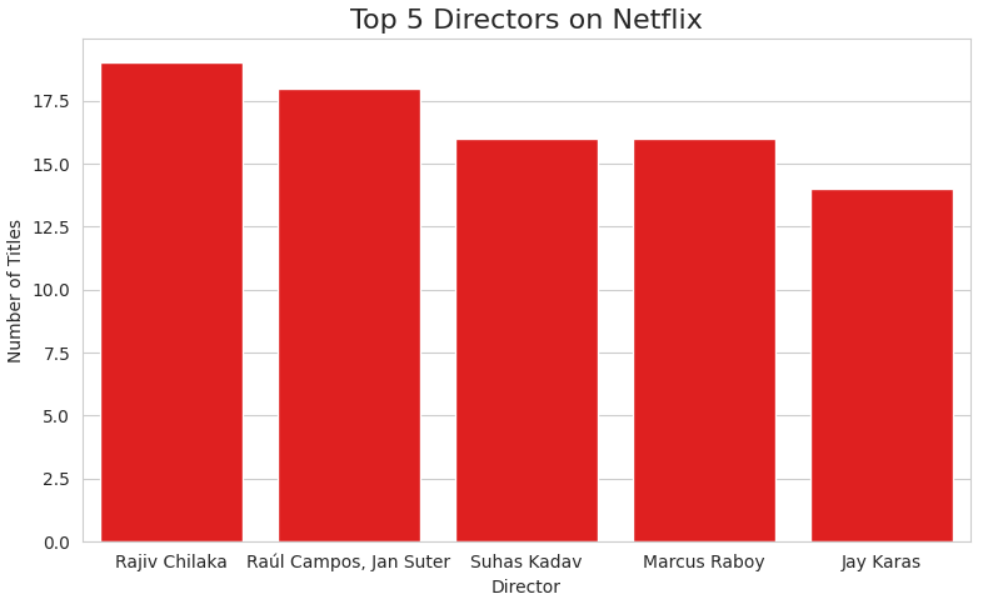 Top 5 Directors on Netflix
Number of Titles
17.5
15.0
12.5
10.0
7.5
5.0
2.5
0.0
Rajiv Chilaka
Raúl Campos, Jan Suter
Suhas Kadav
Marcus Raboy
Jay Karas
Director